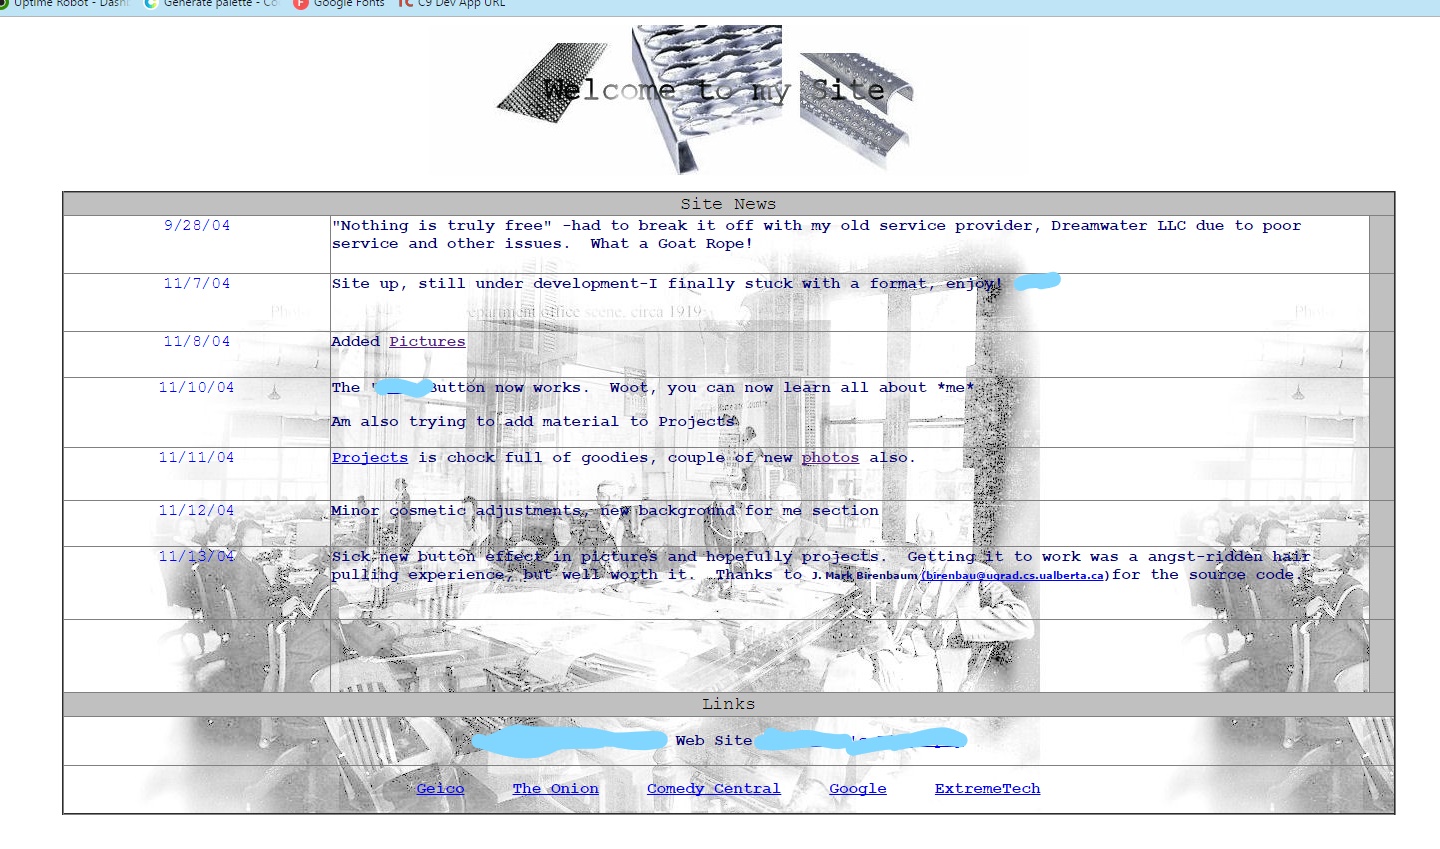 Uptime Robot - Dash
Generate palette - Co
Google Fonts
C9 Dev App URL
Welcome to my Site
Site News
9/28/04
"Nothing is truly free" -had to break it off with my old service provider, Dreamwater LLC due to poor
service and other issues.  What a Goat Rope!
11/7/04
Site up, still under development-I finally stuck with a format, enjoy!
Photo
epartment office scene, circa 1919
Photo
11/8/04
Added Pictures
11/10/04
The " Button now works.  Woot, you can now learn all about *me*
Am also trying to add material to Projects
11/11/04
Projects is chock full of goodies, couple of new photos also.
11/12/04
Minor cosmetic adjustments, new background for me section
11/13/04
Sick new button effect in pictures and hopefully projects.  Getting it to work was a angst-ridden hair
pulling experience, but well worth it.  Thanks to J. Mark Birenbaum (birenbau@ugrad.cs.ualberta.ca) for the source code.
Links
Web Site
Geico The Onion Comedy Central Google ExtremeTech